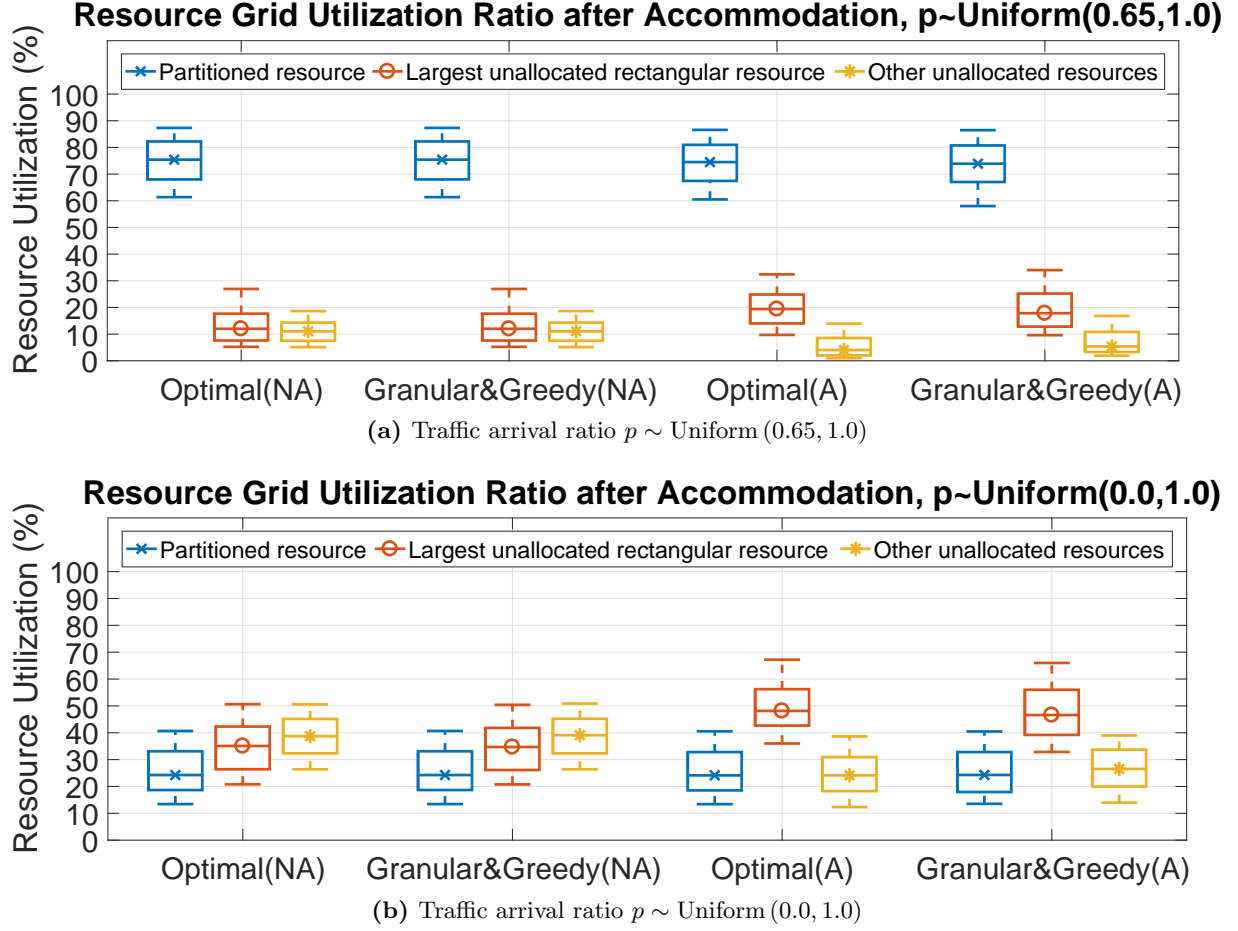 Resource Grid Utilization Ratio after Accommodation, p~Uniform(0.65,1.0)
Resource Utilization (%)
Partitioned resource Largest unallocated rectangular resource Other unallocated resources
100
90
80
70
60
50
40
30
20
10
0
Optimal(NA) Granular&Greedy(NA) Optimal(A) Granular&Greedy(A)
(a) Traffic arrival ratio p ∼ Uniform (0.65, 1.0)
Resource Grid Utilization Ratio after Accommodation, p~Uniform(0.0,1.0)
Resource Utilization (%)
Partitioned resource Largest unallocated rectangular resource Other unallocated resources
100
90
80
70
60
50
40
30
20
10
0
Optimal(NA) Granular&Greedy(NA) Optimal(A) Granular&Greedy(A)
(b) Traffic arrival ratio p ∼ Uniform (0.0, 1.0)